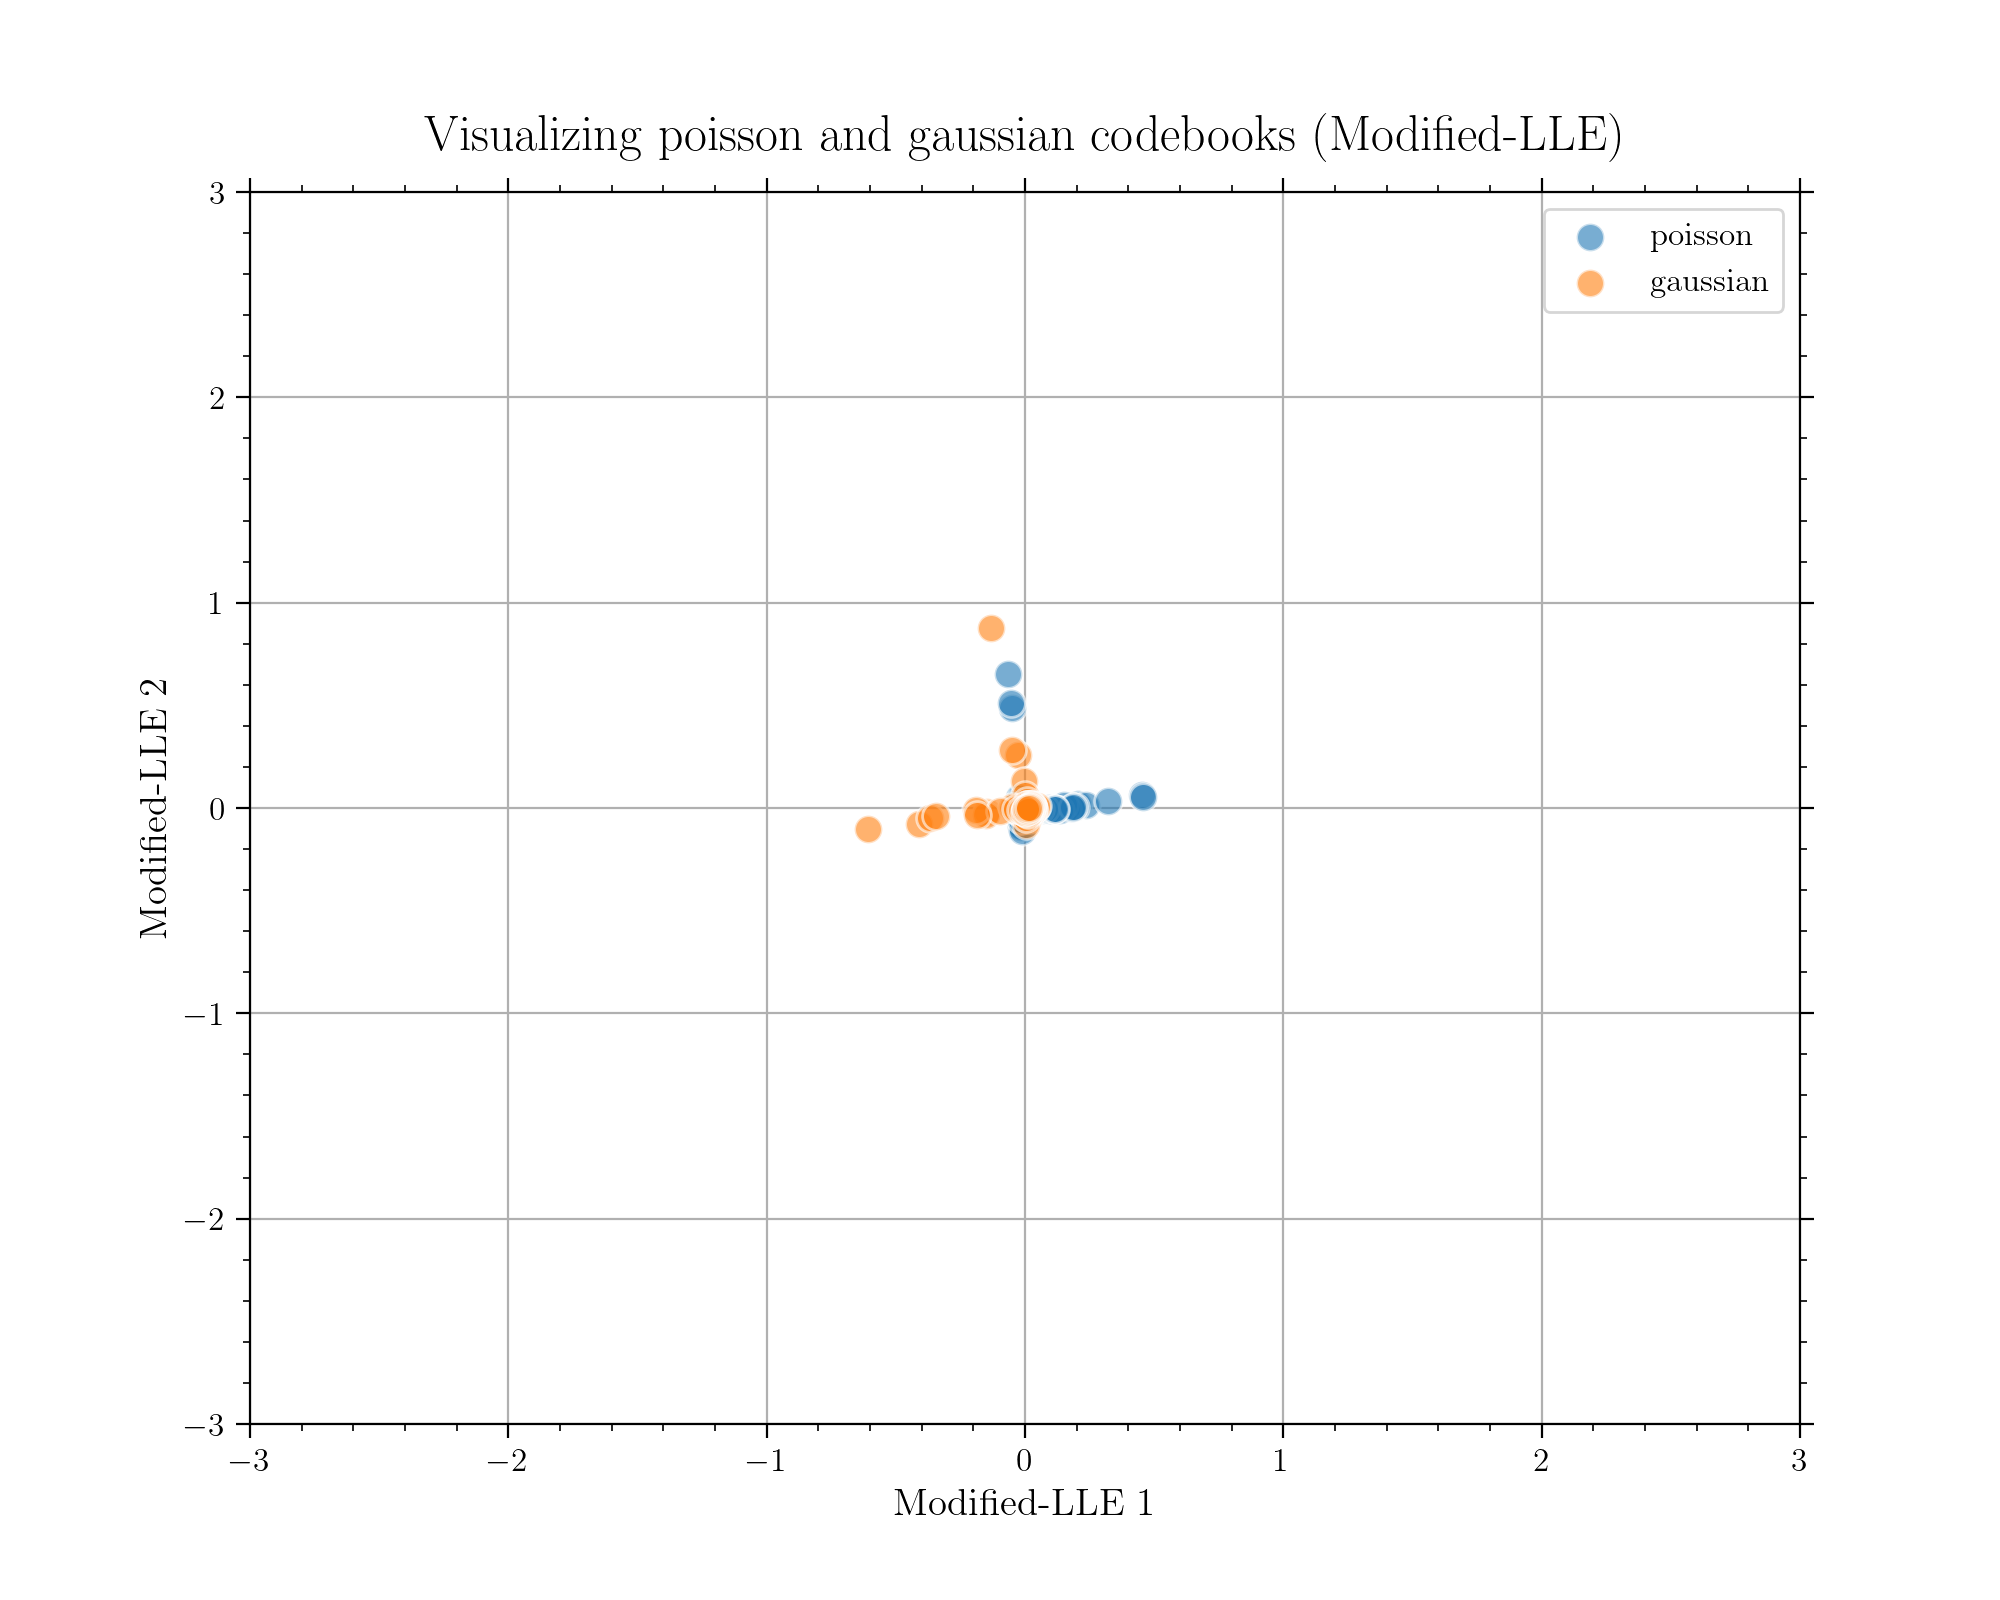 Visualizing poisson and gaussian codebooks (Modified-LLE)
poisson
gaussian
3
2
1
0
−1
−2
−3
Modified-LLE 2
−3
−2
−1
0
1
2
3
Modified-LLE 1